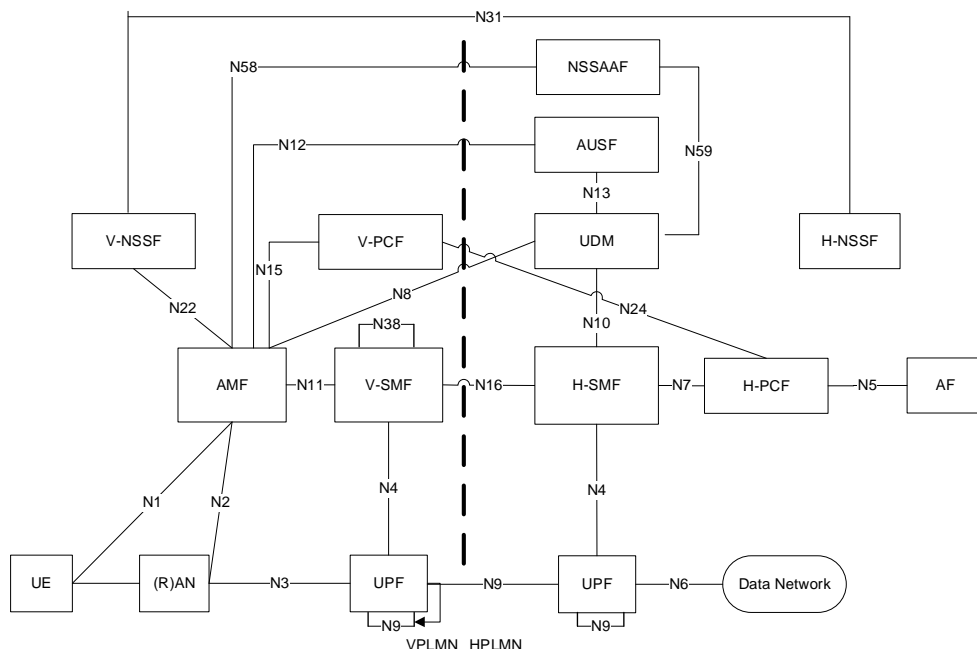 N31
N58
NSSAAF
N12
AUSF
N59
N13
V-NSSF
V-PCF
UDM
H-NSSF
N15
N8
N22
N24
N38
N10
AMF
N11
V-SMF
N16
H-SMF
N7
H-PCF
N5
AF
N1
N2
N4
N4
UE
(R)AN
N3
UPF
N9
UPF
N6
Data Network
N9
N9
VPLMN HPLMN